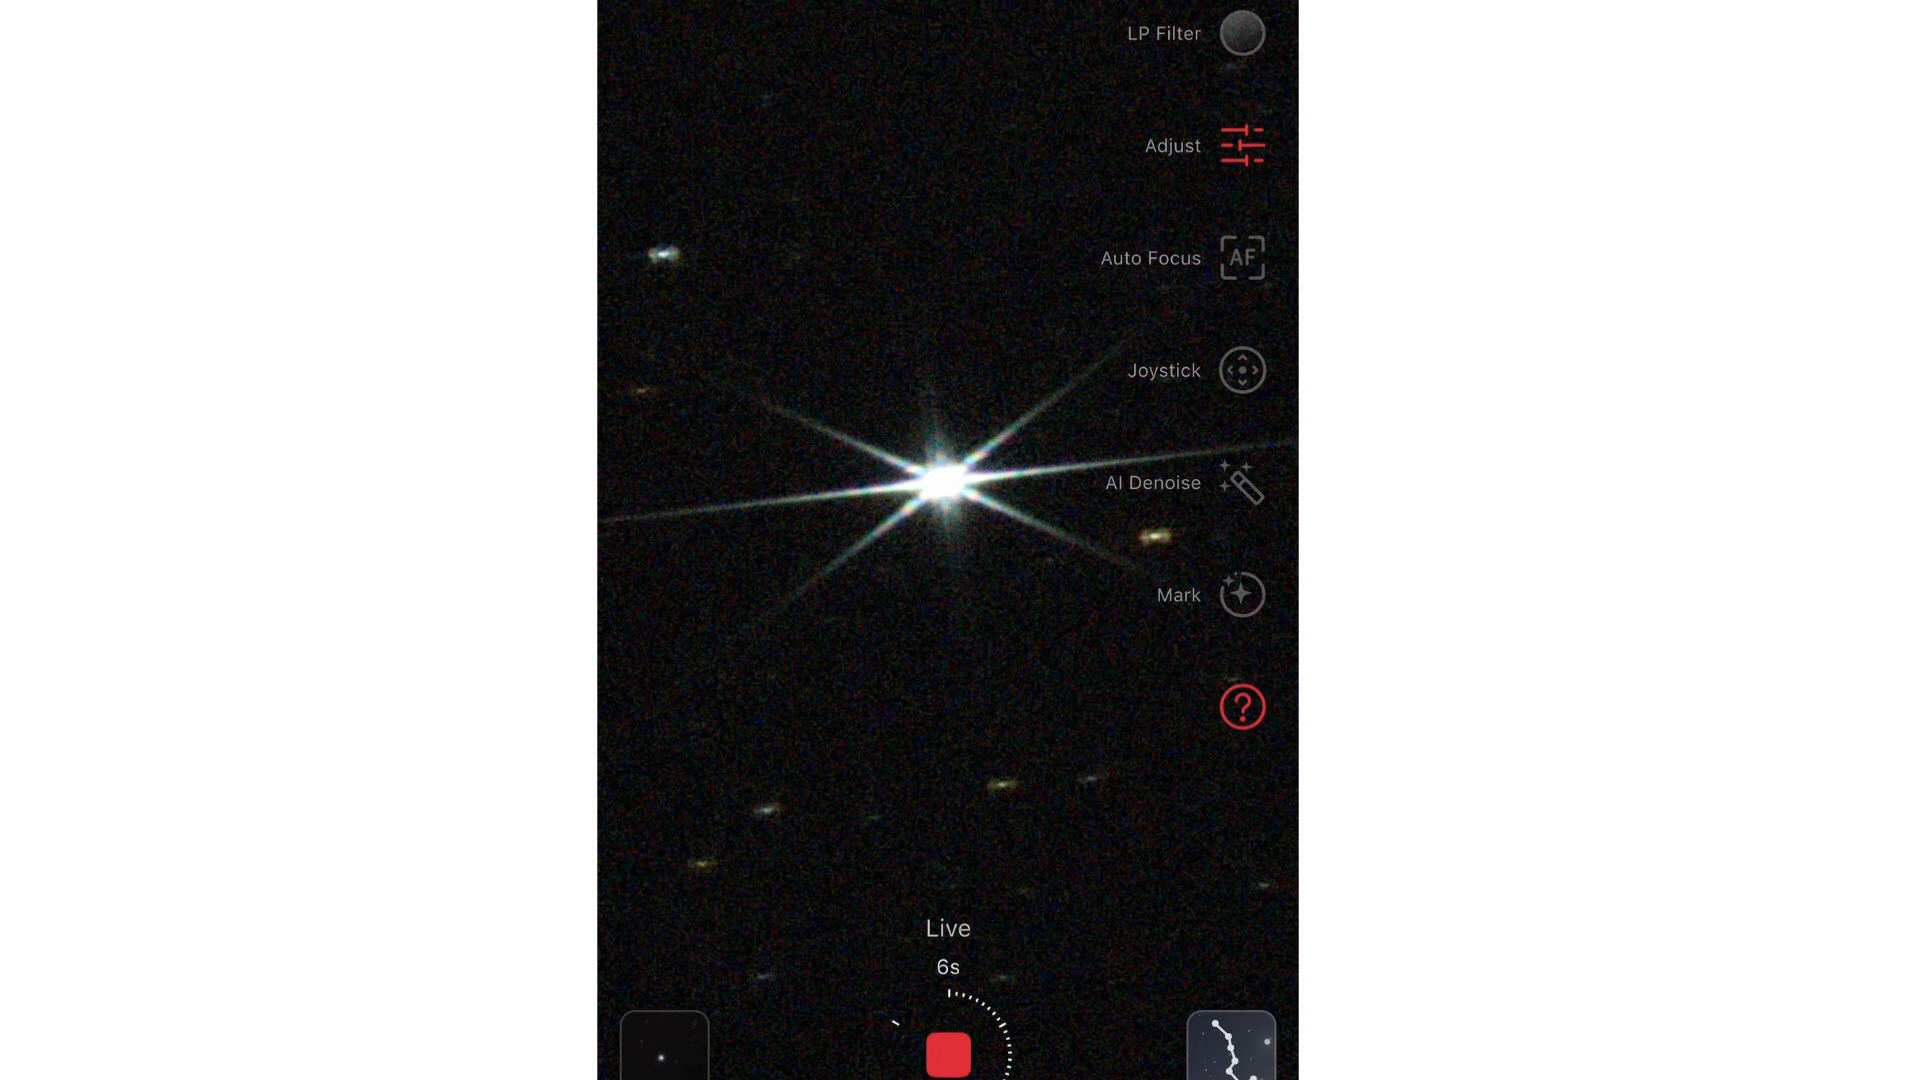 LP Filter
Adjust
Auto Focus
AF
Joystick
AI Denoise
Mark
?
Live
6s